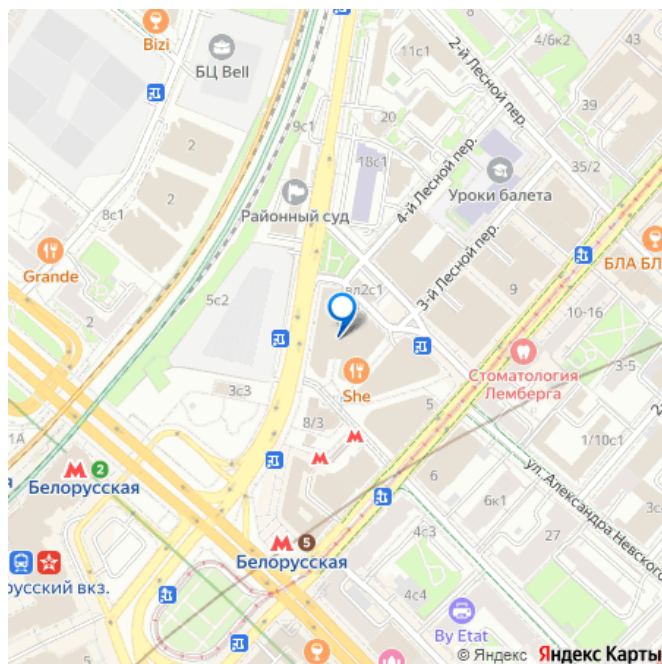 Bizi
БЦ Bell
11с1
2-й Лесной пер.
4/6к2
39
9с1
20
2
18с1
35/2
Уроки балета
4-й Лесной пер.
Районный суд
2
8с1
3-й Лесной пер.
БЛА БЛ
Grande
5с2
вл2с1
9
10-16
2
Стоматология
Лемберга
3-5
She
3с3
5
8/3
1А
1/10с1
2
Белорусская
6
6к1
ул. Александра Невского
5
Белорусская
4с3
27
русский вкз.
4с4
By Etat
© Яндекс Яндекс Карты